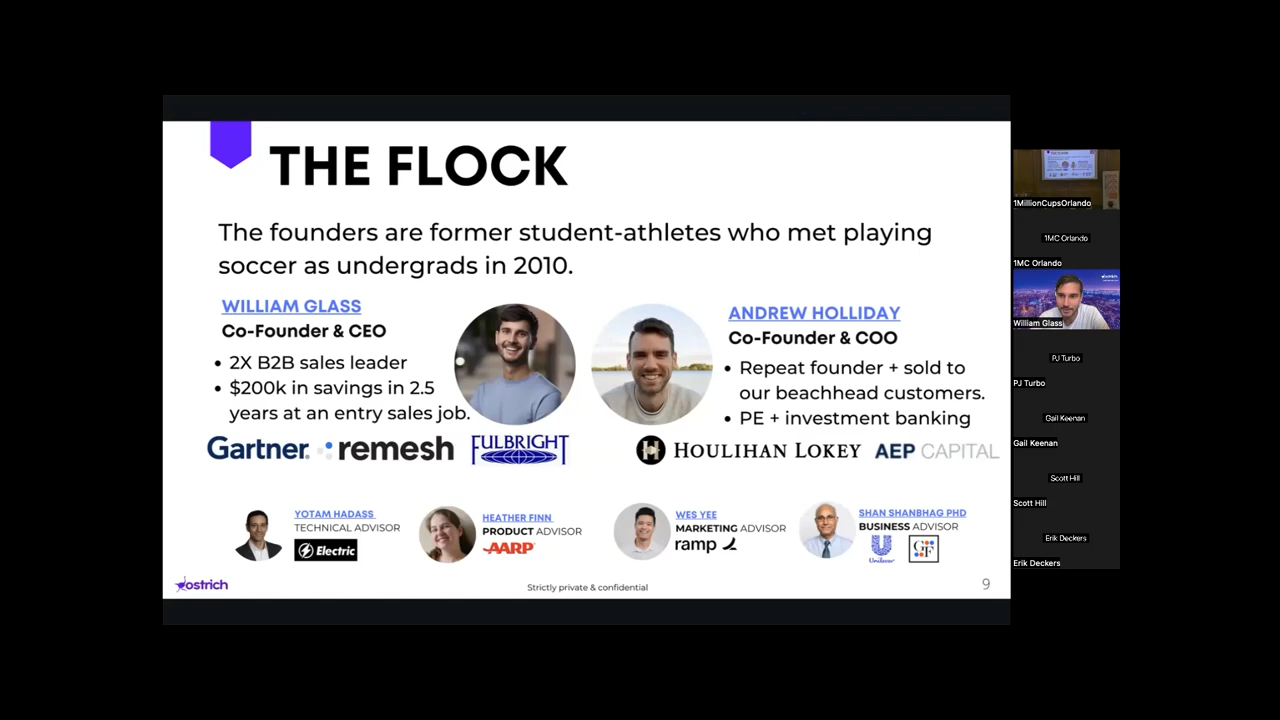 THE FLOCK
The founders are former student-athletes who met playing
soccer as undergrads in 2010.
WILLIAM GLASS
Co-Founder & CEO
• 2X B2B sales leader
• $200k in savings in 2.5
years at an entry sales job.
Gartner. remesh FULBRIGHT
ANDREW HOLLIDAY
Co-Founder & COO
• Repeat founder + sold to
our beachhead customers.
• PE + investment banking
H HOULIHAN LOKEY AEP CAPITAL
YOTAM HADASS
TECHNICAL ADVISOR
Electric
HEATHER FINN
PRODUCT ADVISOR
AARP
WES YEE
MARKETING ADVISOR
ramp
SHAN SHANBHAG PHD
BUSINESS ADVISOR
Unilever GF
ostrich
Strictly private & confidential
9
1MillionCupsOrlando
1MC Orlando
1MC Orlando
William Glass
PJ Turbo
PJ Turbo
Gail Keenan
Gail Keenan
Scott Hill
Scott Hill
Erik Deckers
Erik Deckers